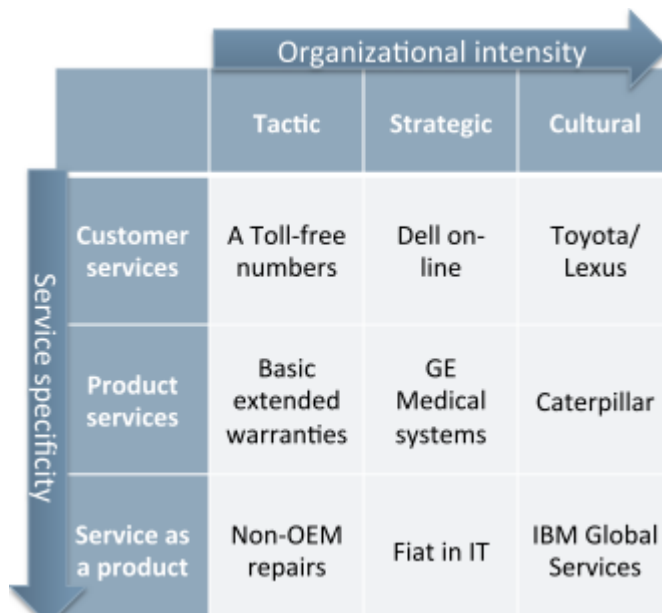 Organizational intensity
Tactic
Strategic
Cultural
Service specificity
Customer
services
A Toll-free
numbers
Dell on-
line
Toyota/
Lexus
Product
services
Basic
extended
warranties
GE
Medical
systems
Caterpillar
Service as
a product
Non-OEM
repairs
Fiat in IT
IBM Global
Services